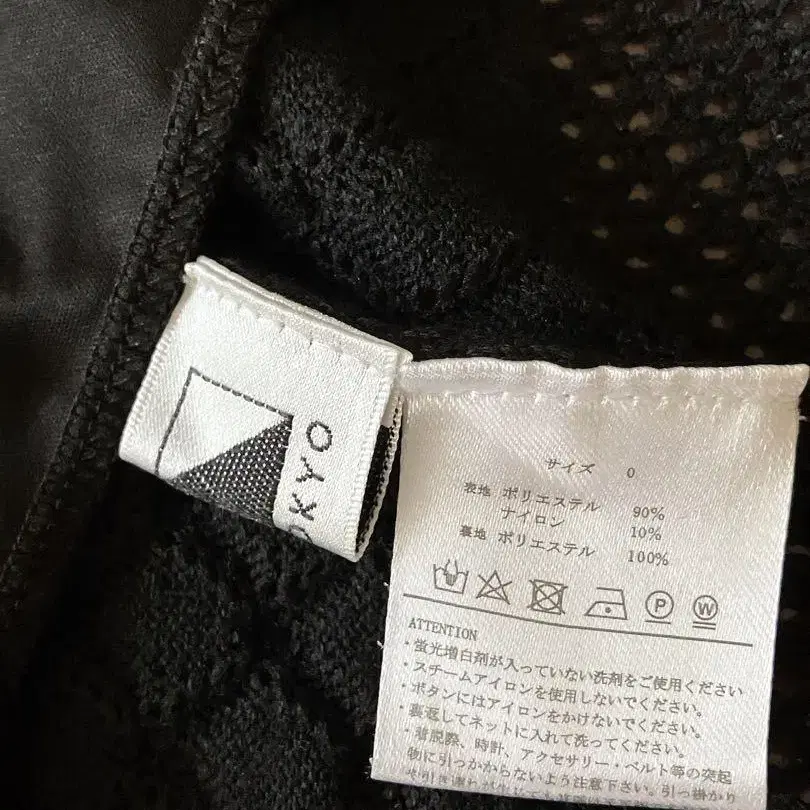 OKYO
サイズ 0
表地 ポリエステル 90%
ナイロン 10%
裏地 ポリエステル 100%
P
W
ATTENTION
・蛍光増白剤が入っていない洗剤をご使用ください
・スチームアイロンを使用しないでください。
・ボタンにはアイロンをかけないでください。
・裏返してネットに入れて洗ってください。
・着脱際、時計、アクセサリー・ベルト等の突起
物に引っかからないよう注意下さい。引っ掛かり